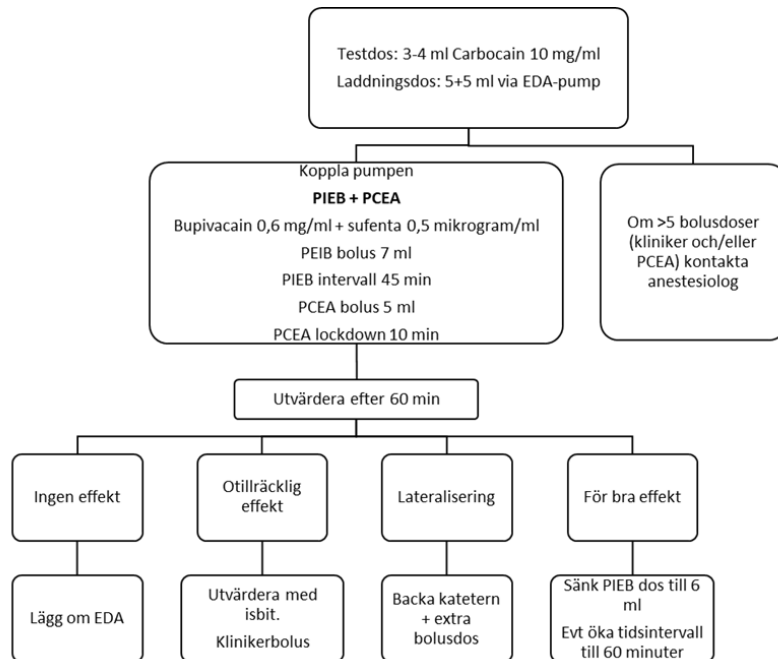 Testdos: 3-4 ml Carbocain 10 mg/ml
Laddningsdos: 5+5 ml via EDA-pump
Koppla pumpen
PIEB + PCEA
Bupivacain 0,6 mg/ml + sufenta 0,5 mikrogram/ml
PEIB bolus 7 ml
PIEB intervall 45 min
PCEA bolus 5 ml
PCEA lockdown 10 min
Om >5 bolusdoser
(kliniker och/eller
PCEA) kontakta
anestesiolog
Utvärdera efter 60 min
Ingen effekt
Otillräcklig
effekt
Lateralisering
För bra effekt
Lägg om EDA
Utvärdera med
isbit.
Klinikerbolus
Backa katetern
+ extra
bolusdos
Sänk PIEB dos till 6
ml
Evt öka tidsintervall
till 60 minuter